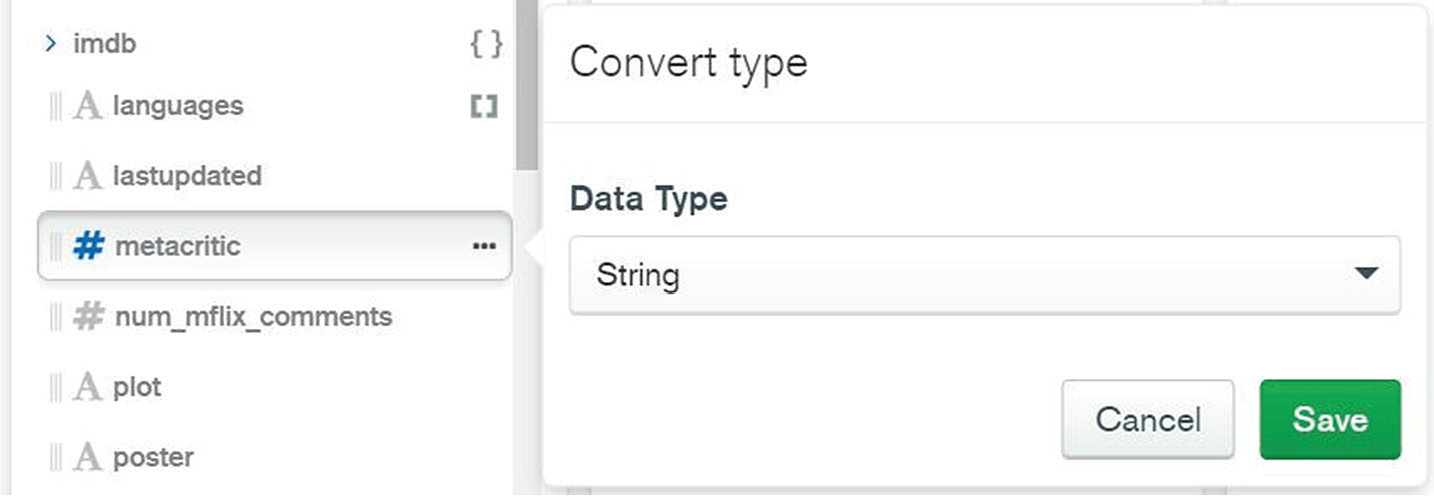 imdb { }
A languages [ ]
A lastupdated
# metacritic ...
# num_mflix_comments
A plot
A poster
Convert type
Data Type
String
Cancel
Save